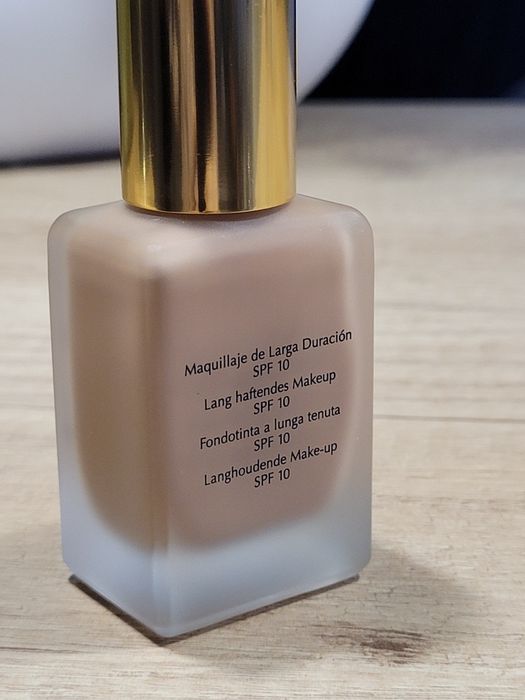 Maquillaje de Larga Duración
SPF 10
Lang haftendes Makeup
SPF 10
Fondotinta a lunga tenuta
SPF 10
Langhoudende Make-up
SPF 10